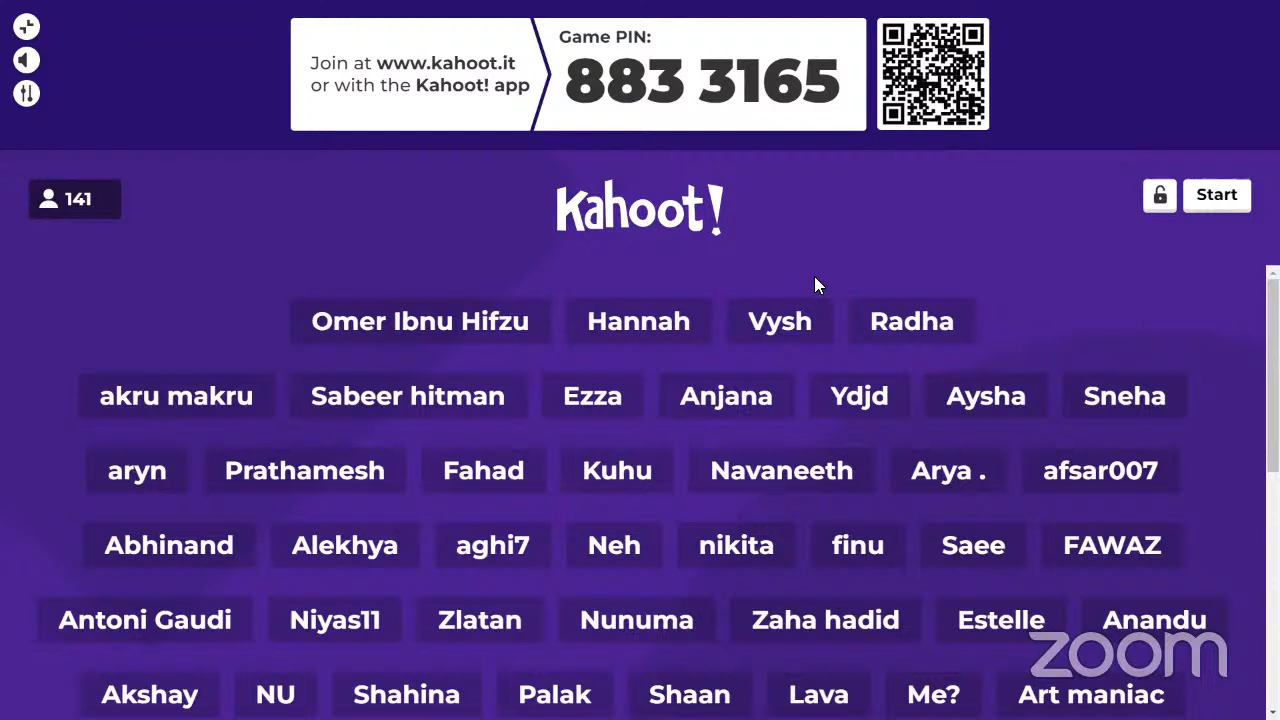 Join at www.kahoot.it
or with the Kahoot! app
Game PIN:
883 3165
141
Kahoot!
Start
Omer Ibnu Hifzu Hannah Vysh Radha
akru makru Sabeer hitman Ezza Anjana Ydjd Aysha Sneha
aryn Prathamesh Fahad Kuhu Navaneeth Arya . afsar007
Abhinand Alekhya aghi7 Neh nikita finu Saee FAWAZ
Antoni Gaudi Niyas11 Zlatan Nunuma Zaha hadid Estelle Anandu
zoom
Akshay NU Shahina Palak Shaan Lava Me? Art maniac